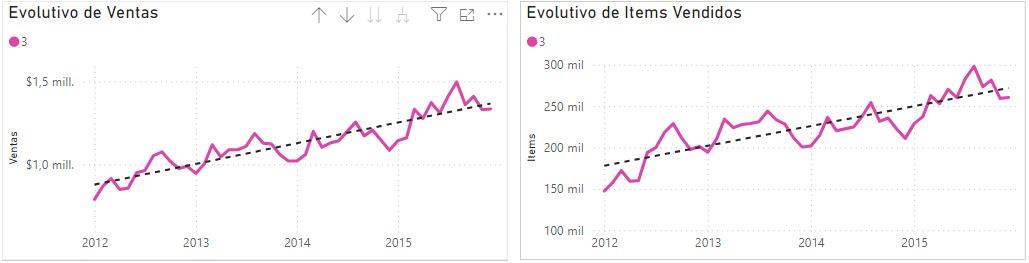 Evolutivo de Ventas
3
$1,5 mill.
$1,0 mill.
Ventas
2012 2013 2014 2015
Evolutivo de Items Vendidos
3
300 mil
250 mil
200 mil
150 mil
100 mil
Items
2012 2013 2014 2015